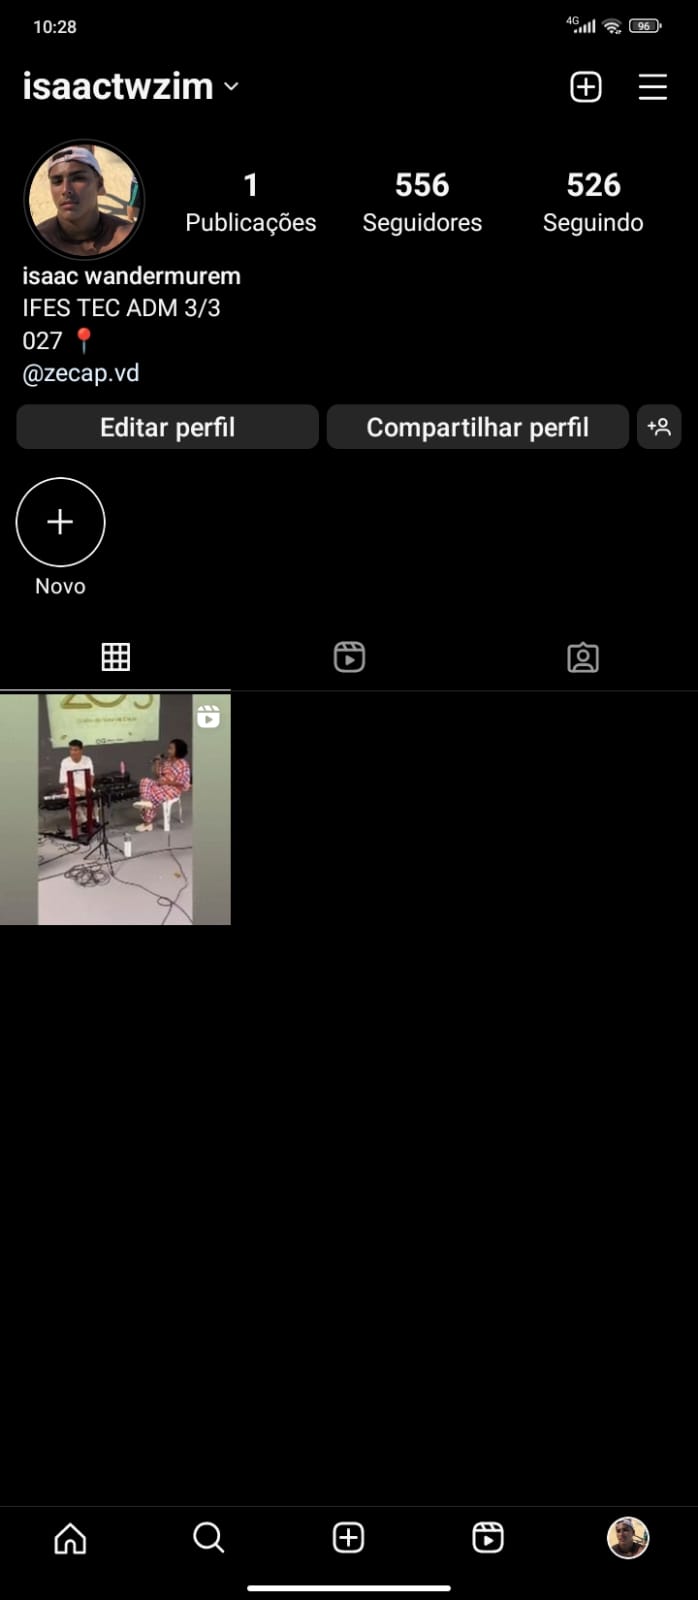 10:28
4G
96
isaactwzim
1
556
526
Publicações
Seguidores
Seguindo
isaac wandermurem
IFES TEC ADM 3/3
027 📍
@zecap.vd
Editar perfil
Compartilhar perfil
Novo